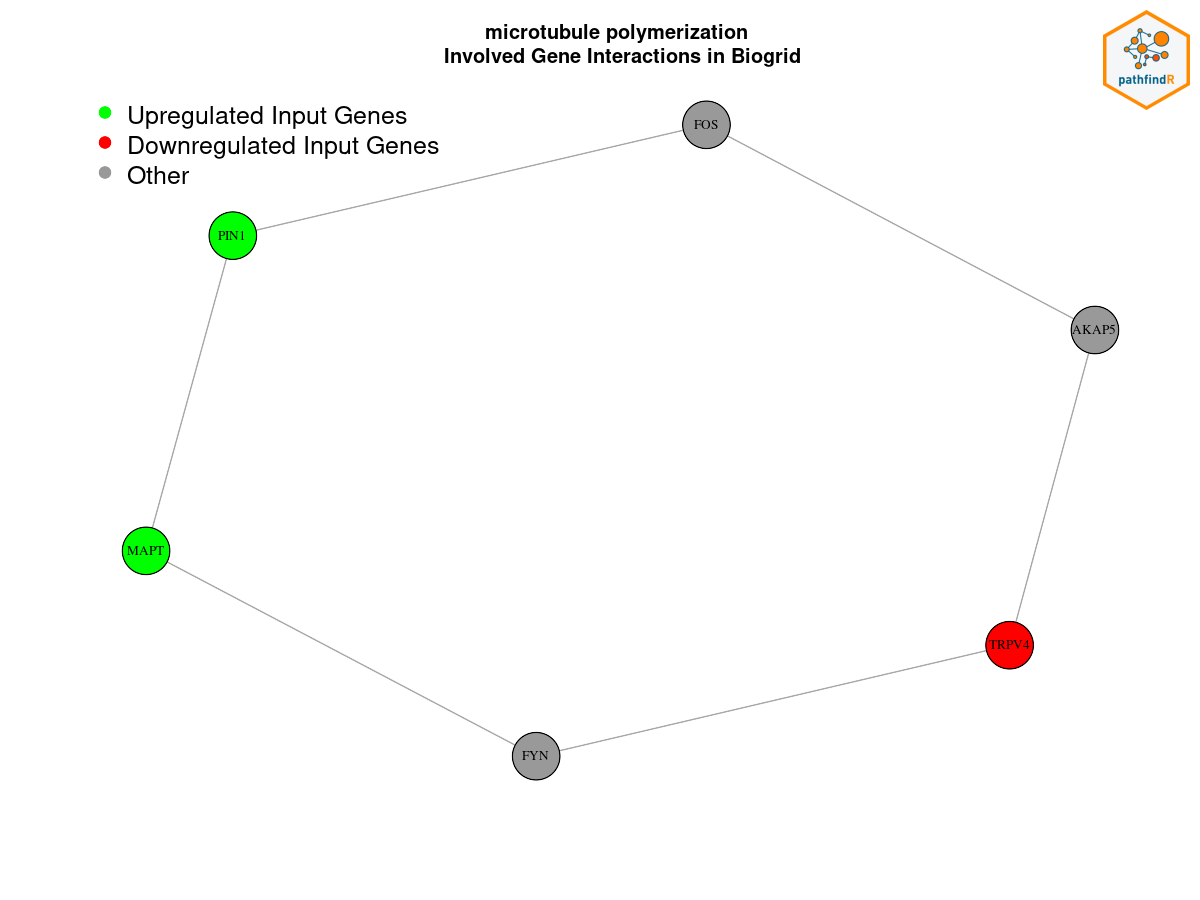 microtubule polymerization
Involved Gene Interactions in Biogrid
pathfindR
Upregulated Input Genes
Downregulated Input Genes
Other
FOS
PIN1
AKAP5
MAPT
TRPV4
FYN